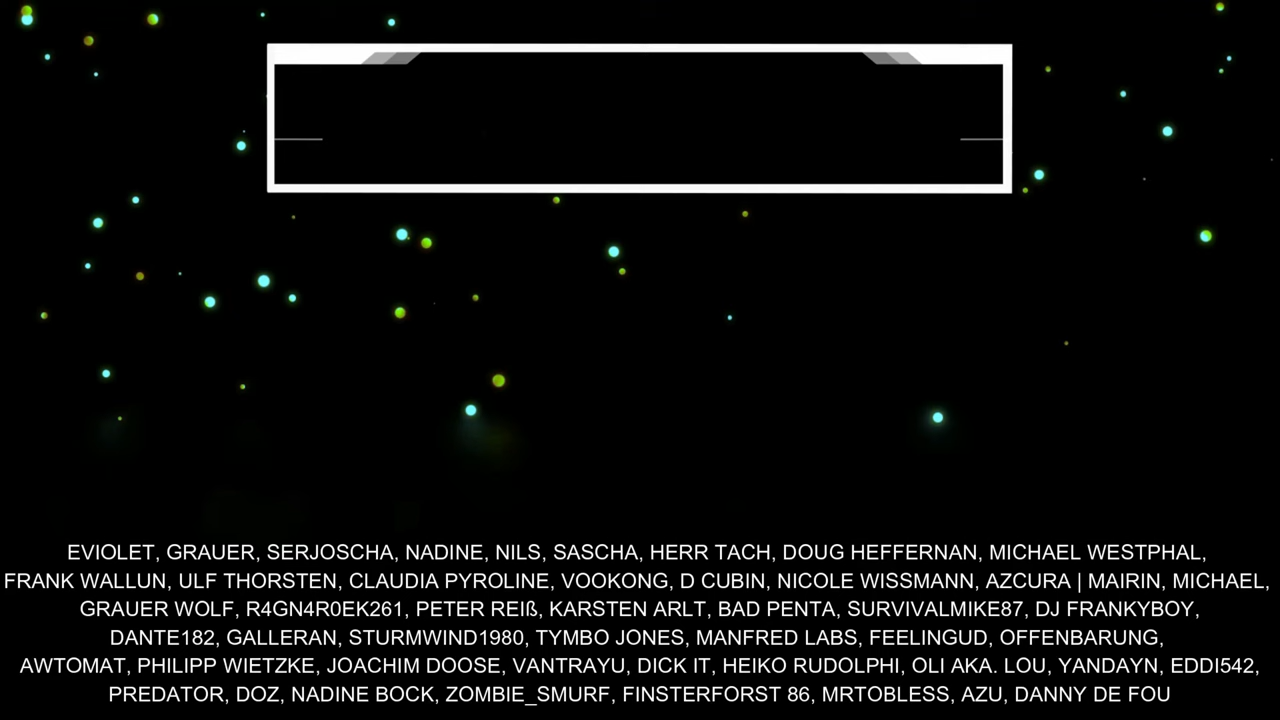 EVIOLET, GRAUER, SERJOSCHA, NADINE, NILS, SASCHA, HERR TACH, DOUG HEFFERNAN, MICHAEL WESTPHAL,
FRANK WALLUN, ULF THORSTEN, CLAUDIA PYROLINE, VOOKONG, D CUBIN, NICOLE WISSMANN, AZCURA | MAIRIN, MICHAEL,
GRAUER WOLF, R4GN4R0EK261, PETER REIß, KARSTEN ARLT, BAD PENTA, SURVIVALMIKE87, DJ FRANKYBOY,
DANTE182, GALLERAN, STURMWIND1980, TYMBO JONES, MANFRED LABS, FEELINGUD, OFFENBARUNG,
AWTOMAT, PHILIPP WIETZKE, JOACHIM DOOSE, VANTRAYU, DICK IT, HEIKO RUDOLPHI, OLI AKA. LOU, YANDAYN, EDDI542,
PREDATOR, DOZ, NADINE BOCK, ZOMBIE_SMURF, FINSTERFORST 86, MRTOBLESS, AZU, DANNY DE FOU